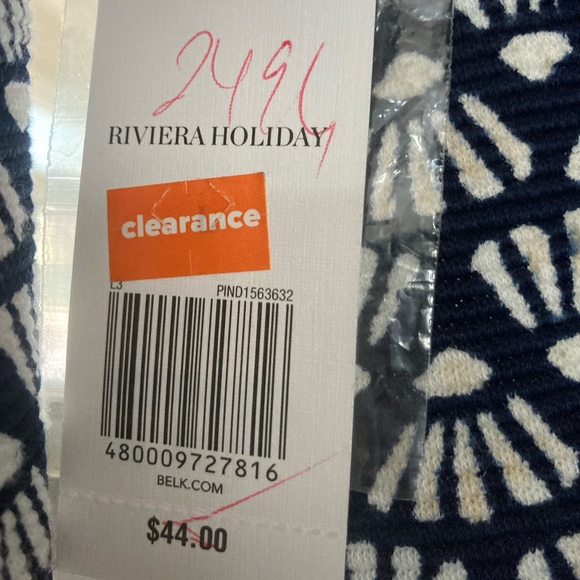 2496
RIVIERA HOLIDAY
clearance
L3 PIND1563632
480009727816
BELK.COM
$44.00